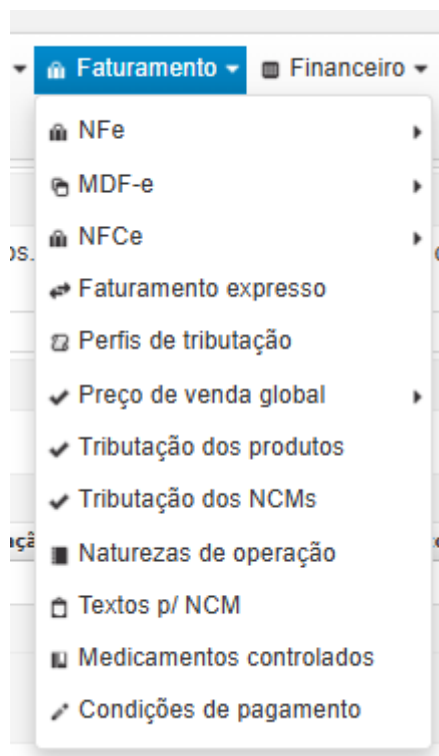 Faturamento Financeiro
NFe
MDF-e
NFCe
Faturamento expresso
Perfis de tributação
Preço de venda global
Tributação dos produtos
Tributação dos NCMs
Naturezas de operação
Textos p/ NCM
Medicamentos controlados
Condições de pagamento